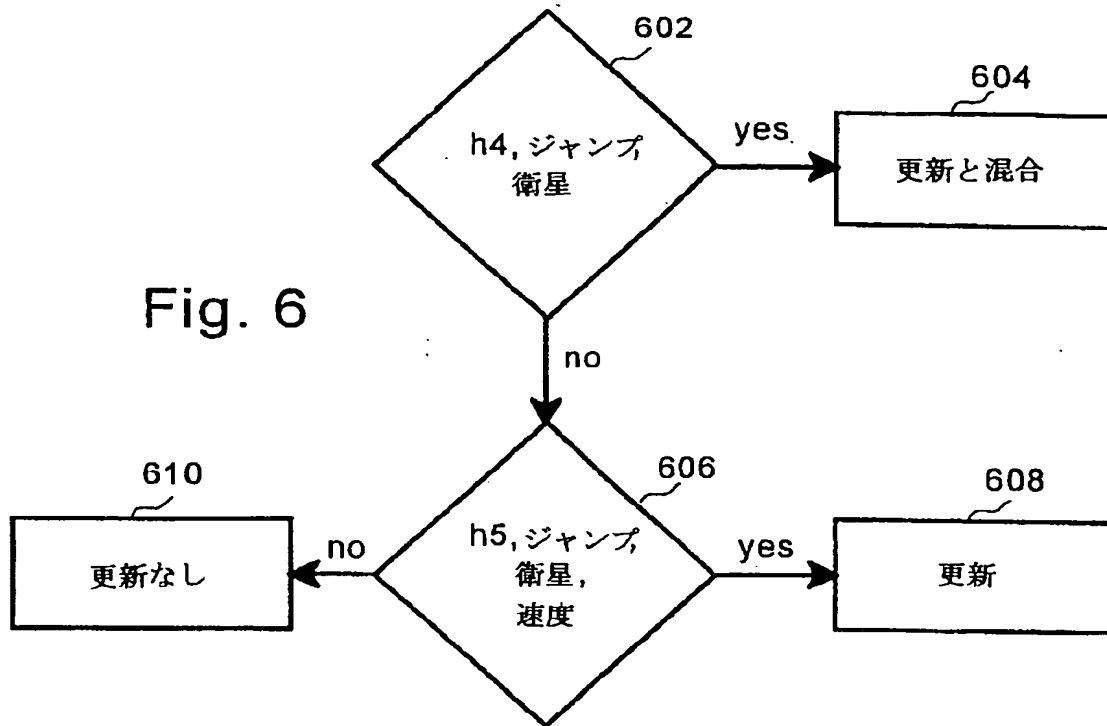 602
h4, ジャンプ,
衛星
yes
604
更新と混合
Fig. 6
no
606
h5, ジャンプ,
衛星,
速度
no
610
更新なし
yes
608
更新